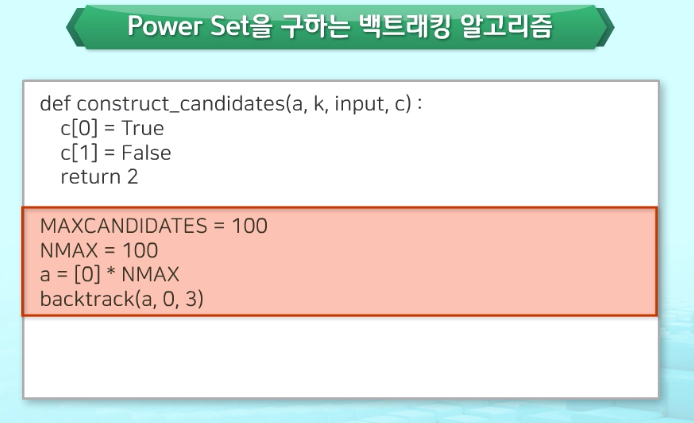 Power Set을 구하는 백트래킹 알고리즘
def construct_candidates(a, k, input, c) :
c[0] = True
c[1] = False
return 2
MAXCANDIDATES = 100
NMAX = 100
a = [0] * NMAX
backtrack(a, 0, 3)